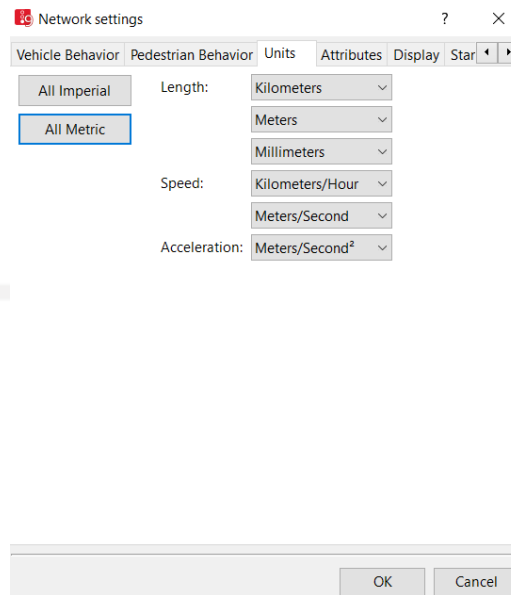 Network settings
?
Vehicle Behavior Pedestrian Behavior Units Attributes Display Star
All Imperial Length: Kilometers
All Metric Meters
Millimeters
Speed: Kilometers/Hour
Meters/Second
Acceleration: Meters/Second²
OK Cancel